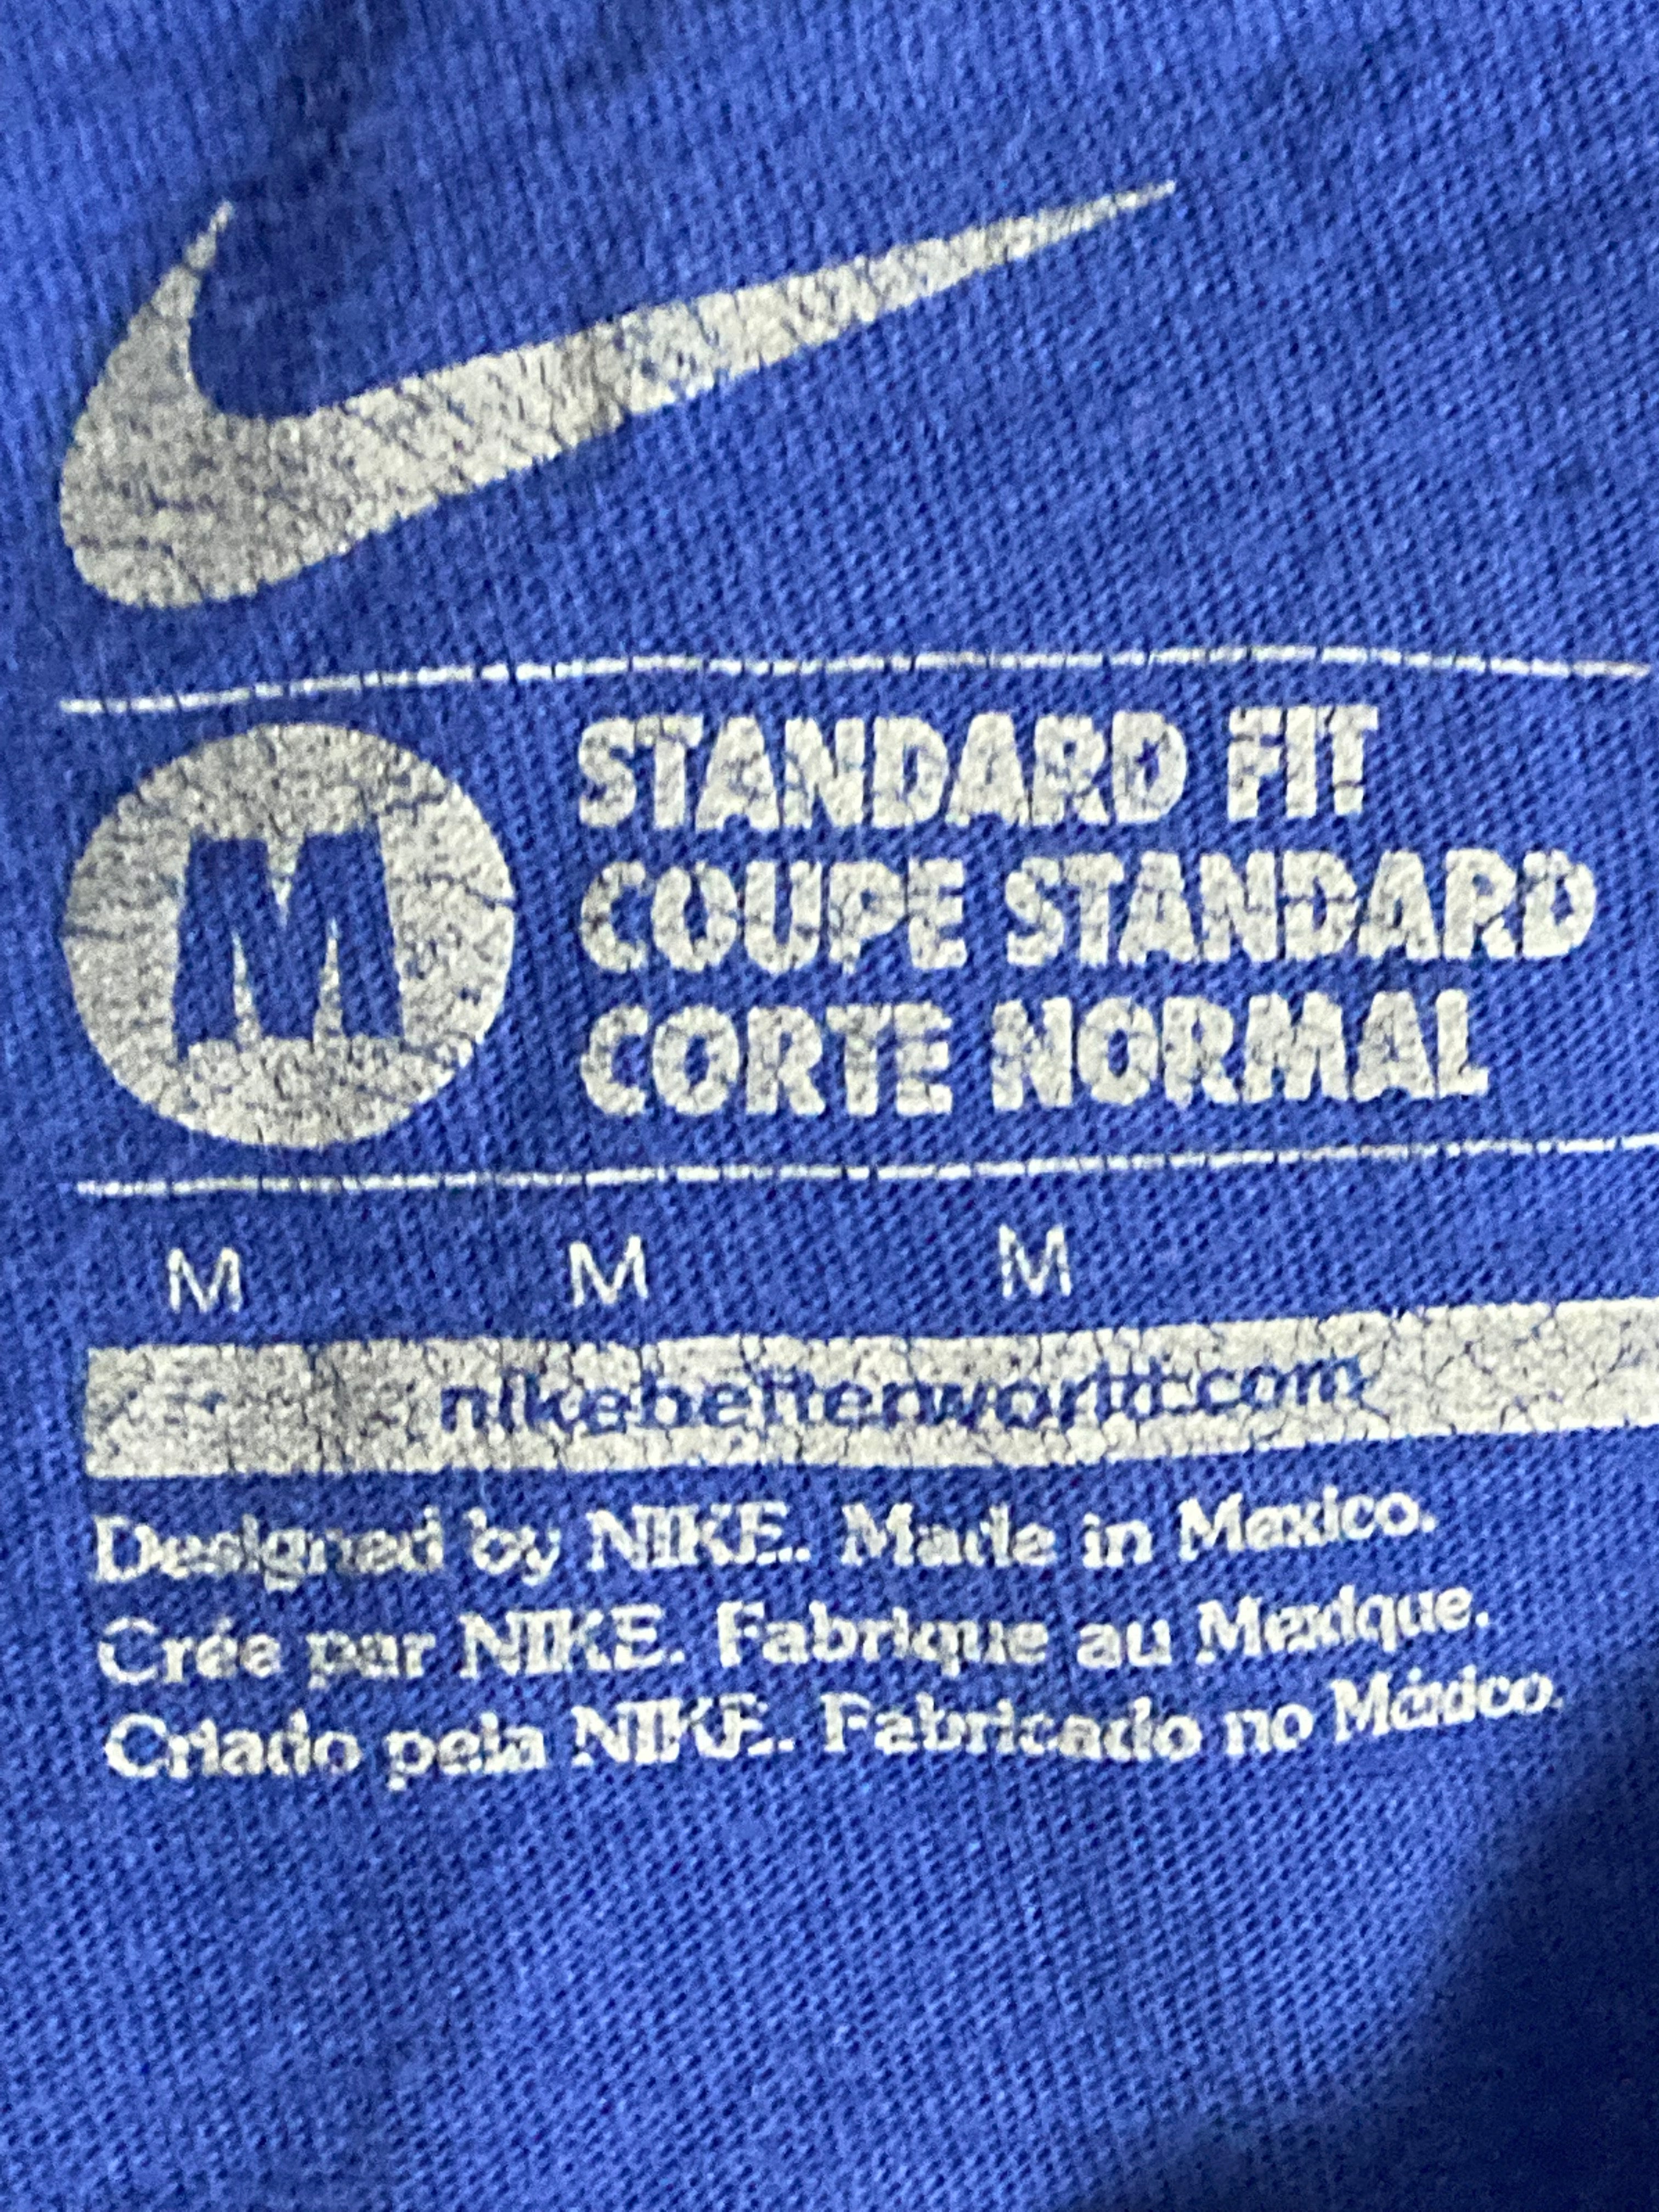 M
STANDARD FIT
COUPE STANDARD
CORTE NORMAL
M M M
nikebetterworld.com
Designed by NIKE. Made in Mexico.
Crée par NIKE. Fabrique au Mexique.
Criado pela NIKE. Fabricado no México.